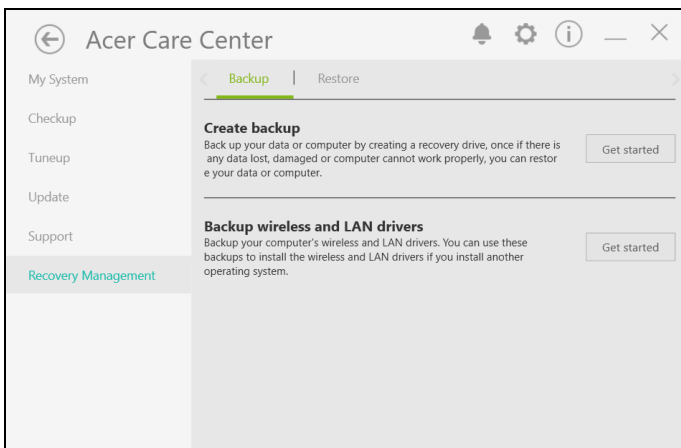 Acer Care Center
My System
Checkup
Tuneup
Update
Support
Recovery Management
Backup | Restore
Create backup
Back up your data or computer by creating a recovery drive, once if there is
any data lost, damaged or computer cannot work properly, you can restor
e your data or computer.
Get started
Backup wireless and LAN drivers
Backup your computer's wireless and LAN drivers. You can use these
backups to install the wireless and LAN drivers if you install another
operating system.
Get started